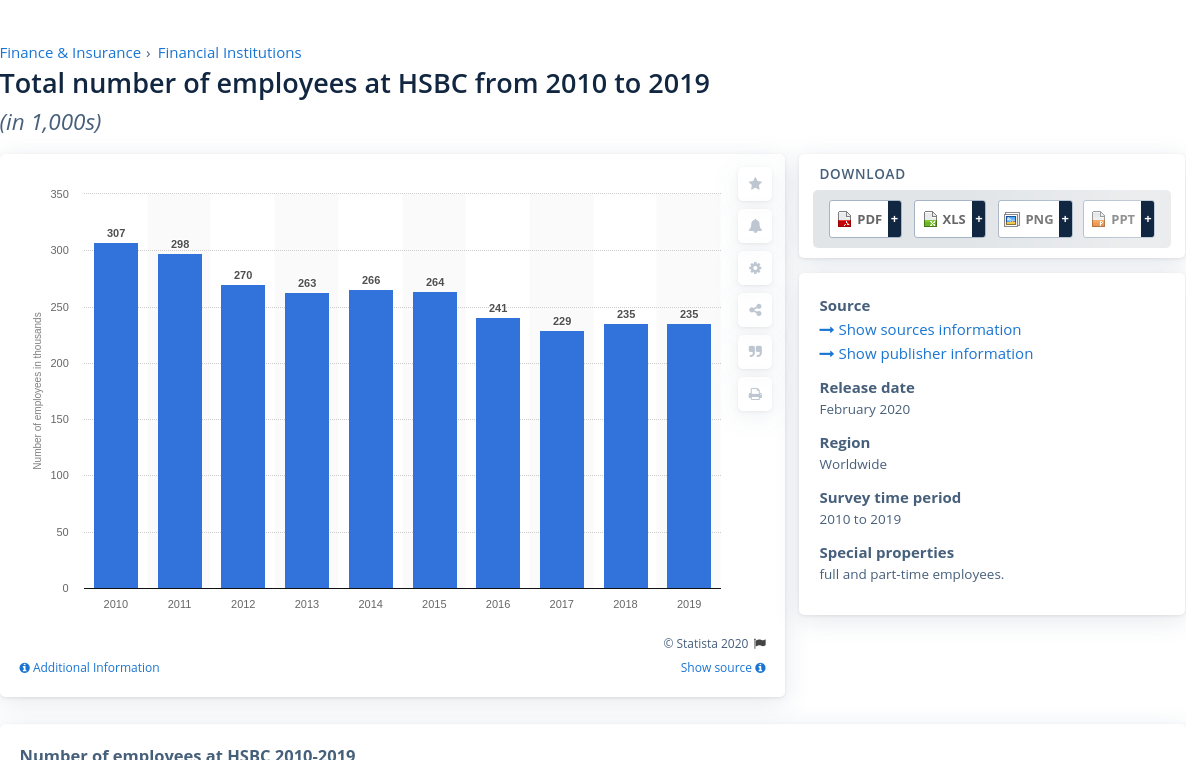 Finance & Insurance › Financial Institutions
Total number of employees at HSBC from 2010 to 2019
(in 1,000s)
Number of employees in thousands
350
300
250
200
150
100
50
0
307
298
270
263
266
264
241
229
235
235
2010
2011
2012
2013
2014
2015
2016
2017
2018
2019
© Statista 2020
Additional Information
Show source
DOWNLOAD
PDF +
XLS +
PNG +
PPT +
Source
Show sources information
Show publisher information
Release date
February 2020
Region
Worldwide
Survey time period
2010 to 2019
Special properties
full and part-time employees.
Number of employees at HSBC 2010-2019